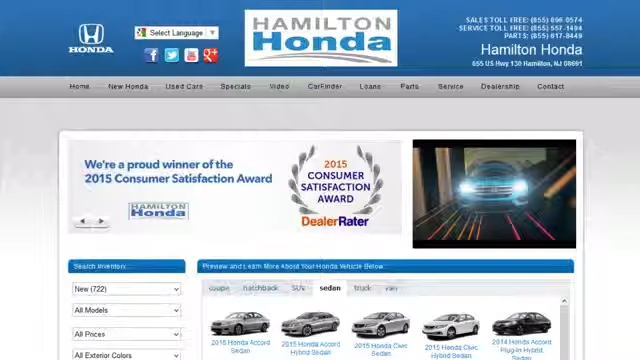 HONDA
Select Language
HAMILTON
Honda
SALES TOLL FREE: (855) 696-0574
SERVICE TOLL FREE: (855) 557-1494
PARTS: (855) 617-8449
Hamilton Honda
655 US Hwy 130 Hamilton, NJ 08691
Home New Honda Used Cars Specials Video CarFinder Loans Parts Service Dealership Contact
We're a proud winner of the
2015 Consumer Satisfaction Award
HAMILTON
Honda
2015
CONSUMER
SATISFACTION
AWARD
DealerRater
Search Inventory...
New (722)
All Models
All Prices
All Exterior Colors
Preview and Learn More About Your Honda Vehicle Below...
coupe hatchback SUV sedan truck van
2015 Honda Accord
Sedan
2015 Honda Accord
Hybrid Sedan
2015 Honda Civic
Sedan
2015 Honda Civic
Hybrid Sedan
2014 Honda Accord
Plug-In Hybrid